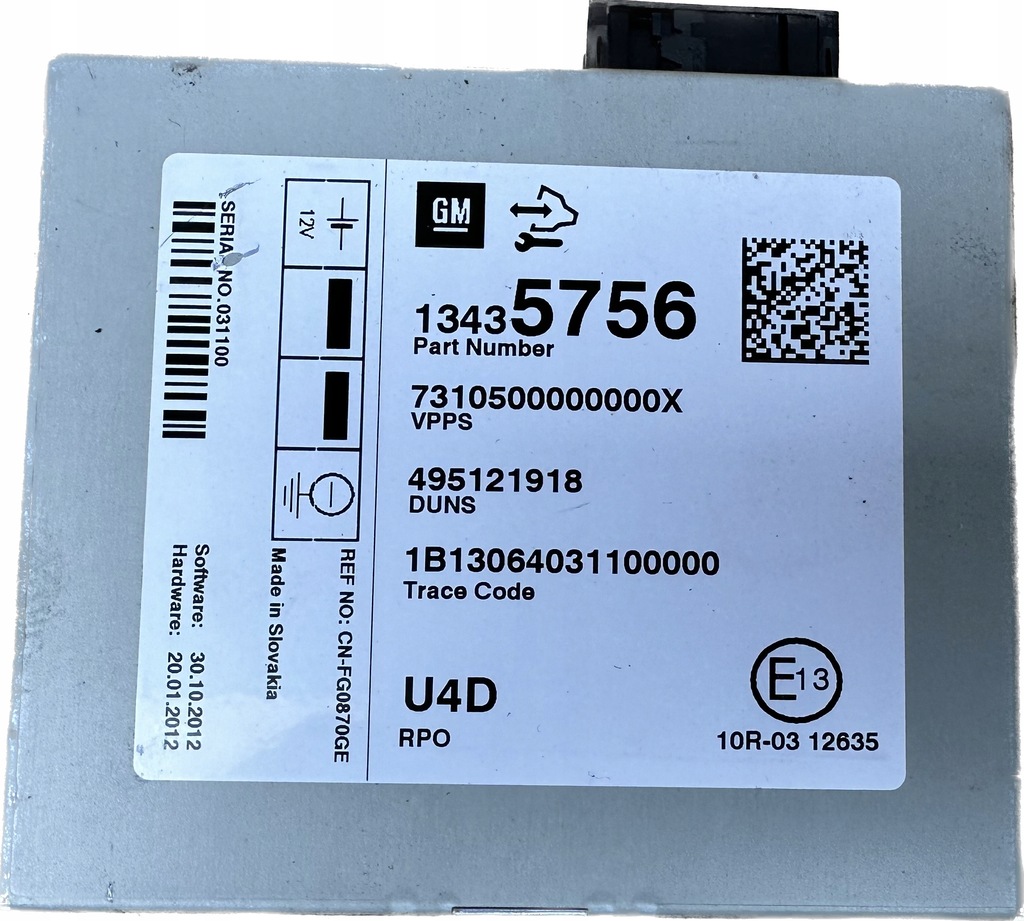 GM
13435756
Part Number
7310500000000X
VPPS
495121918
DUNS
1B13064031100000
Trace Code
U4D
RPO
E13
10R-03 12635
12V
SERIAL NO.031100
REF NO: CN-FG0870GE
Made in Slovakia
Software: 30.10.2012
Hardware: 20.01.2012